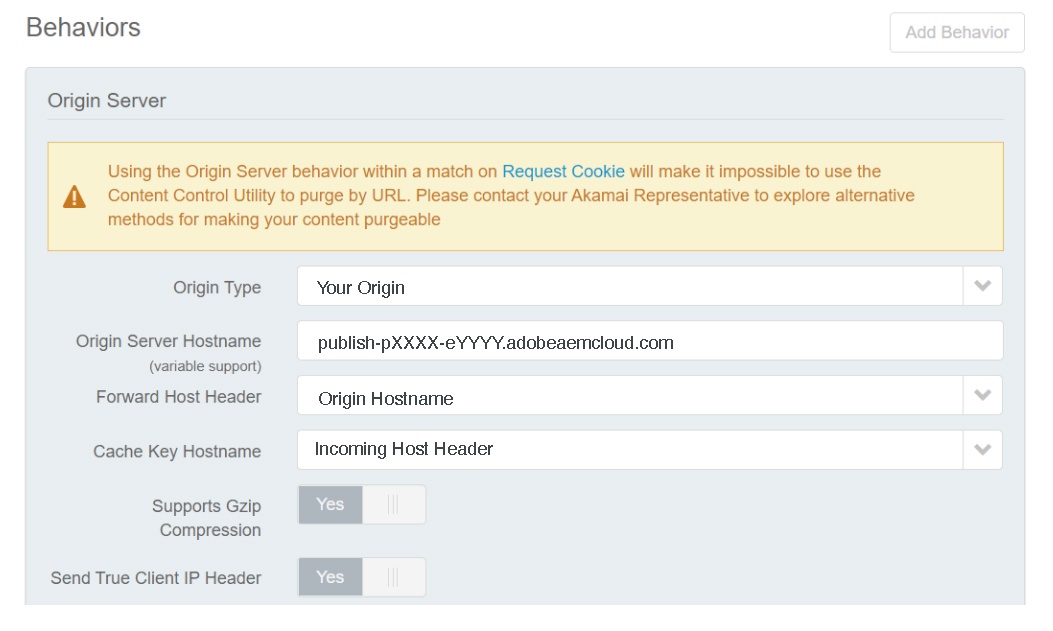 Behaviors
Add Behavior
Origin Server
Using the Origin Server behavior within a match on Request Cookie will make it impossible to use the
Content Control Utility to purge by URL. Please contact your Akamai Representative to explore alternative
methods for making your content purgeable
Origin Type
Your Origin
Origin Server Hostname
publish-pXXXX-eYYYY.adobeaemcloud.com
(variable support)
Forward Host Header
Origin Hostname
Cache Key Hostname
Incoming Host Header
Supports Gzip
Compression
Yes
Send True Client IP Header
Yes